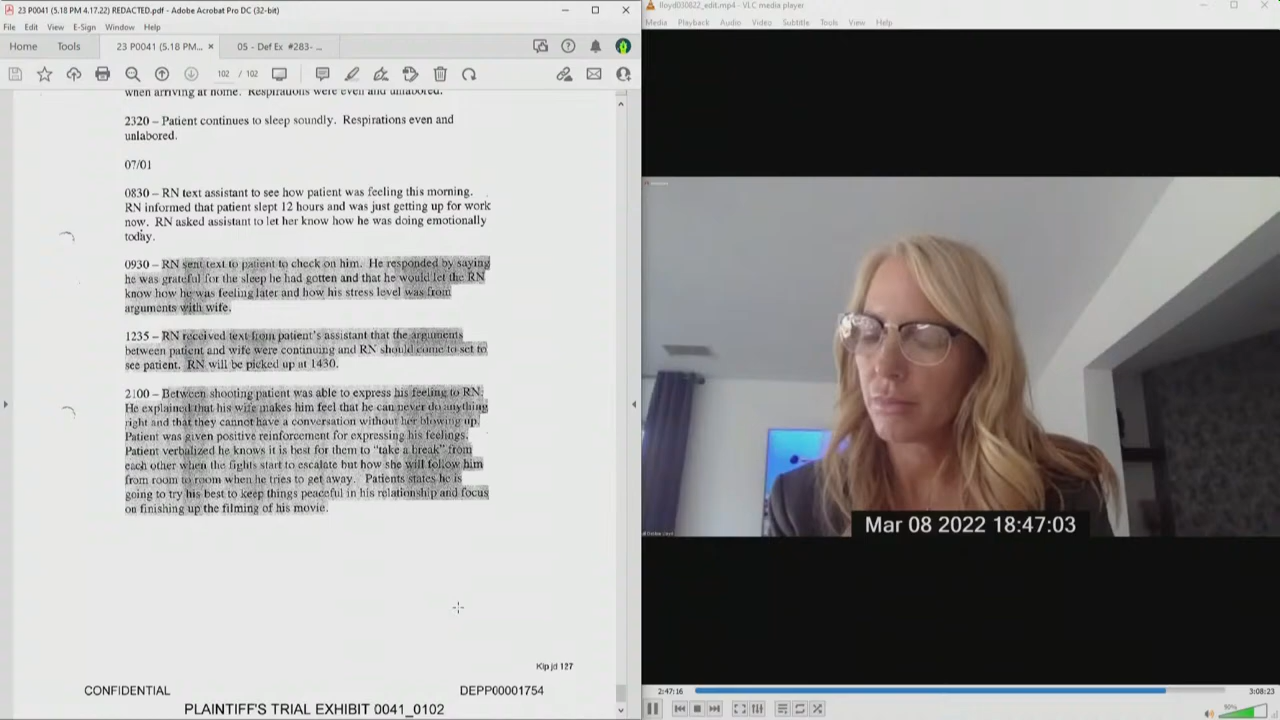 23 P0041 (5.18 PM 4.17.22) REDACTED.pdf - Adobe Acrobat Pro DC (32-bit)
File Edit View E-Sign Window Help
Home Tools 23 P0041 (5.18 PM... × 05 - Def Ex #283- ...
102 / 102
when arriving at home. Respirations were even and unlabored.
2320 – Patient continues to sleep soundly. Respirations even and
unlabored.
07/01
0830 – RN text assistant to see how patient was feeling this morning.
RN informed that patient slept 12 hours and was just getting up for work
now. RN asked assistant to let her know how he was doing emotionally
today.
0930 – RN sent text to patient to check on him. He responded by saying
he was grateful for the sleep he had gotten and that he would let the RN
know how he was feeling later and how his stress level was from
arguments with wife.
1235 – RN received text from patient's assistant that the arguments
between patient and wife were continuing and RN should come to set to
see patient. RN will be picked up at 1430.
2100 – Between shooting patient was able to express his feeling to RN.
He explained that his wife makes him feel that he can never do anything
right and that they cannot have a conversation without her blowing up.
Patient was given positive reinforcement for expressing his feelings.
Patient verbalized he knows it is best for them to "take a break" from
each other when the fights start to escalate but how she will follow him
from room to room when he tries to get away. Patients states he is
going to try his best to keep things peaceful in his relationship and focus
on finishing up the filming of his movie.
Kipjd 127
CONFIDENTIAL DEPP00001754
PLAINTIFF'S TRIAL EXHIBIT 0041_0102
floyd030822_edit.mp4 - VLC media player
Media Playback Audio Video Subtitle Tools View Help
Mar 08 2022 18:47:03
2:47:16 3:08:23
90%